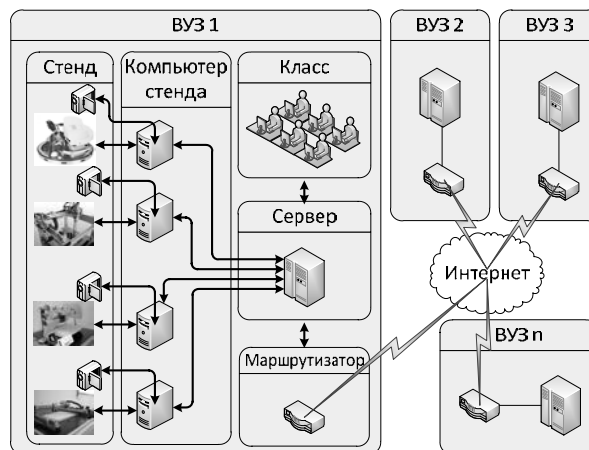 ВУЗ 1
ВУЗ 2
ВУЗ 3
Стенд
Компьютер
стенда
Класс
Сервер
Интернет
Маршрутизатор
ВУЗ n